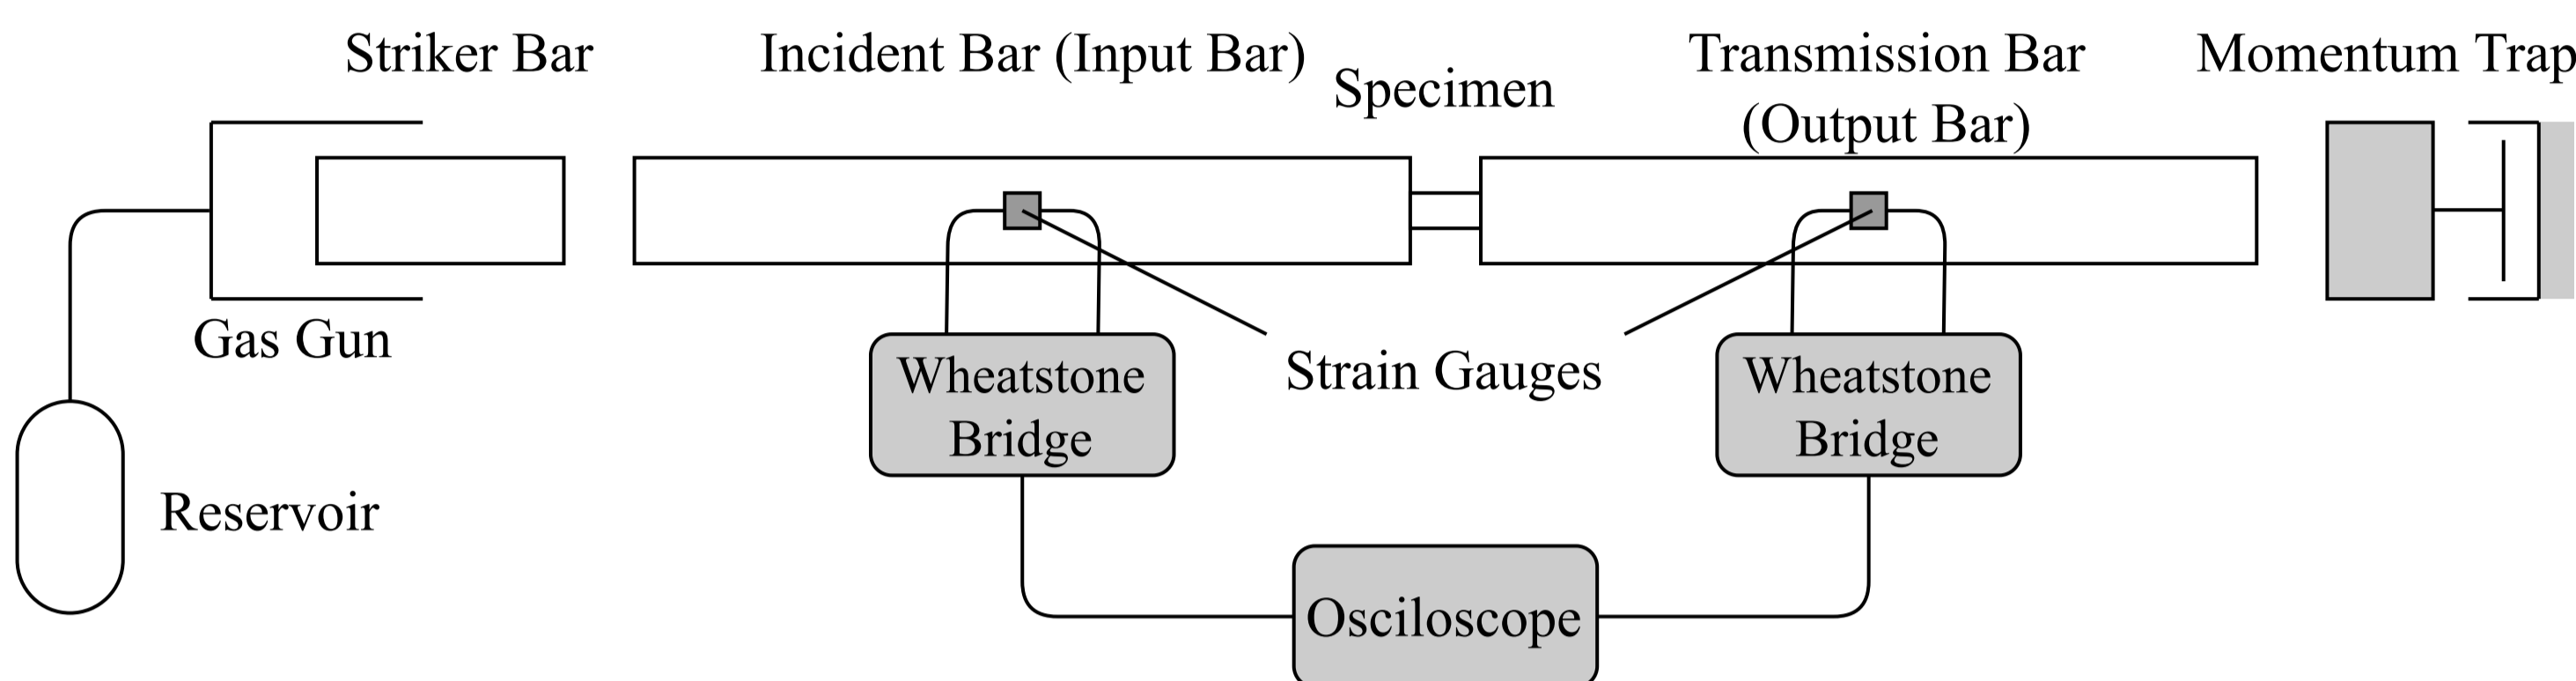 Striker Bar
Incident Bar (Input Bar)
Specimen
Transmission Bar
(Output Bar)
Momentum Trap
Gas Gun
Wheatstone
Bridge
Strain Gauges
Wheatstone
Bridge
Reservoir
Osciloscope